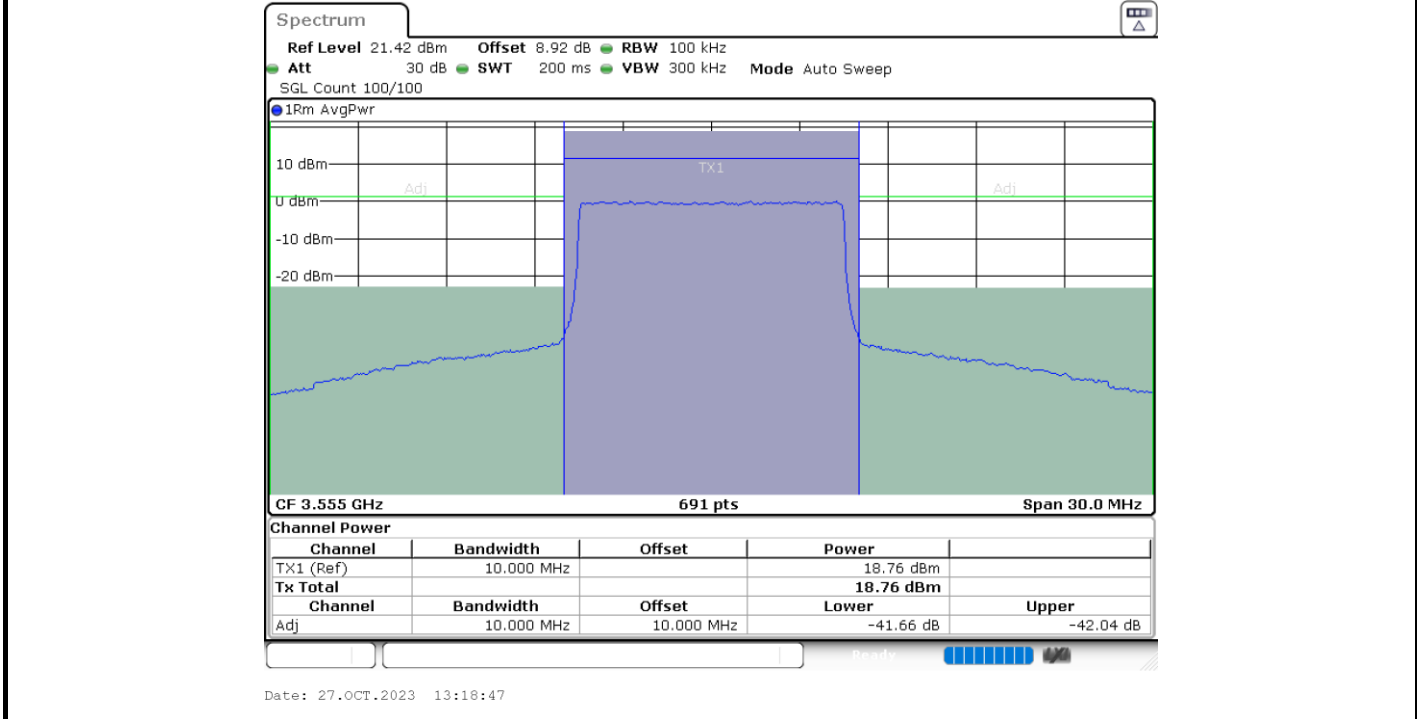 Spectrum
Ref Level 21.42 dBm Offset 8.92 dB RBW 100 kHz
Att 30 dB SWT 200 ms VBW 300 kHz Mode Auto Sweep
SGL Count 100/100
1Rm AvgPwr
10 dBm
TX1
Adj Adj
0 dBm
-10 dBm
-20 dBm
CF 3.555 GHz 691 pts Span 30.0 MHz
Channel Power
Channel Bandwidth Offset Power
TX1 (Ref) 10.000 MHz 18.76 dBm
Tx Total 18.76 dBm
Channel Bandwidth Offset Lower Upper
Adj 10.000 MHz 10.000 MHz -41.66 dB -42.04 dB
Ready
Date: 27.OCT.2023 13:18:47